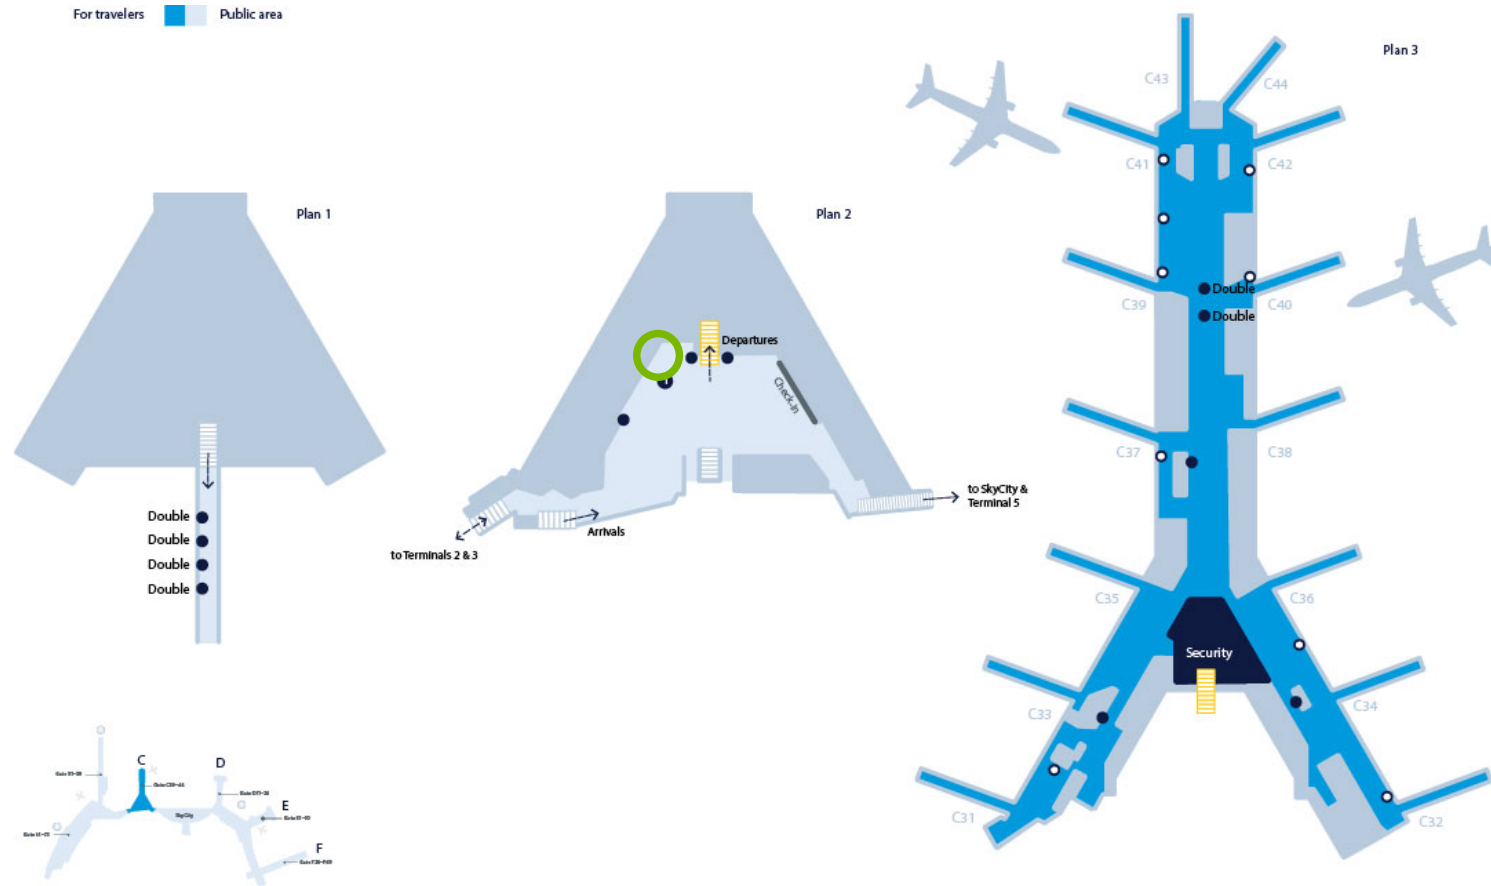 For travelers
Public area
Plan 1
Plan 2
Plan 3
C43
C44
C41
C42
C39
C40
Double
Double
C37
C38
C35
C36
Security
C33
C34
C31
C32
Departures
Check-in
to SkyCity &
Terminal 5
Arrivals
to Terminals 2 & 3
Double
Double
Double
Double
C
D
E
F
SkyCity